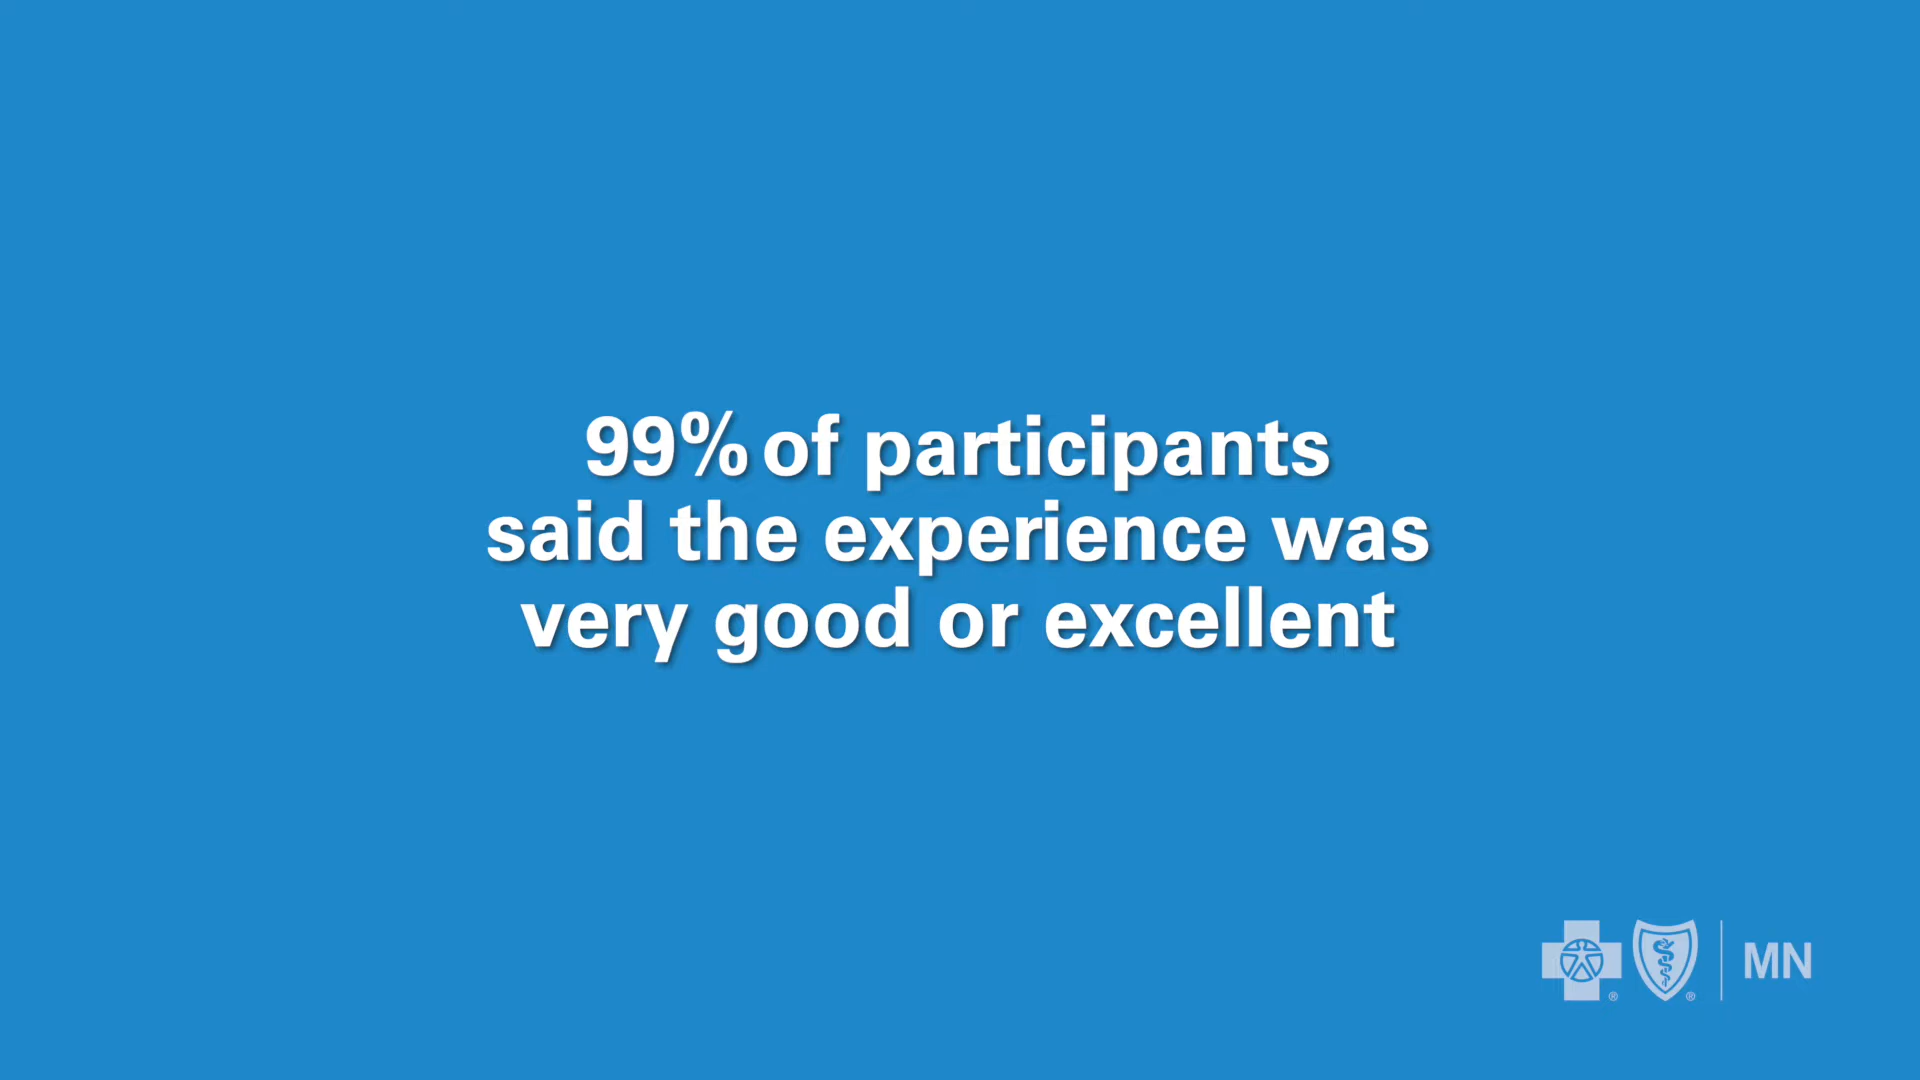 99% of participants
said the experience was
very good or excellent
® ® MN